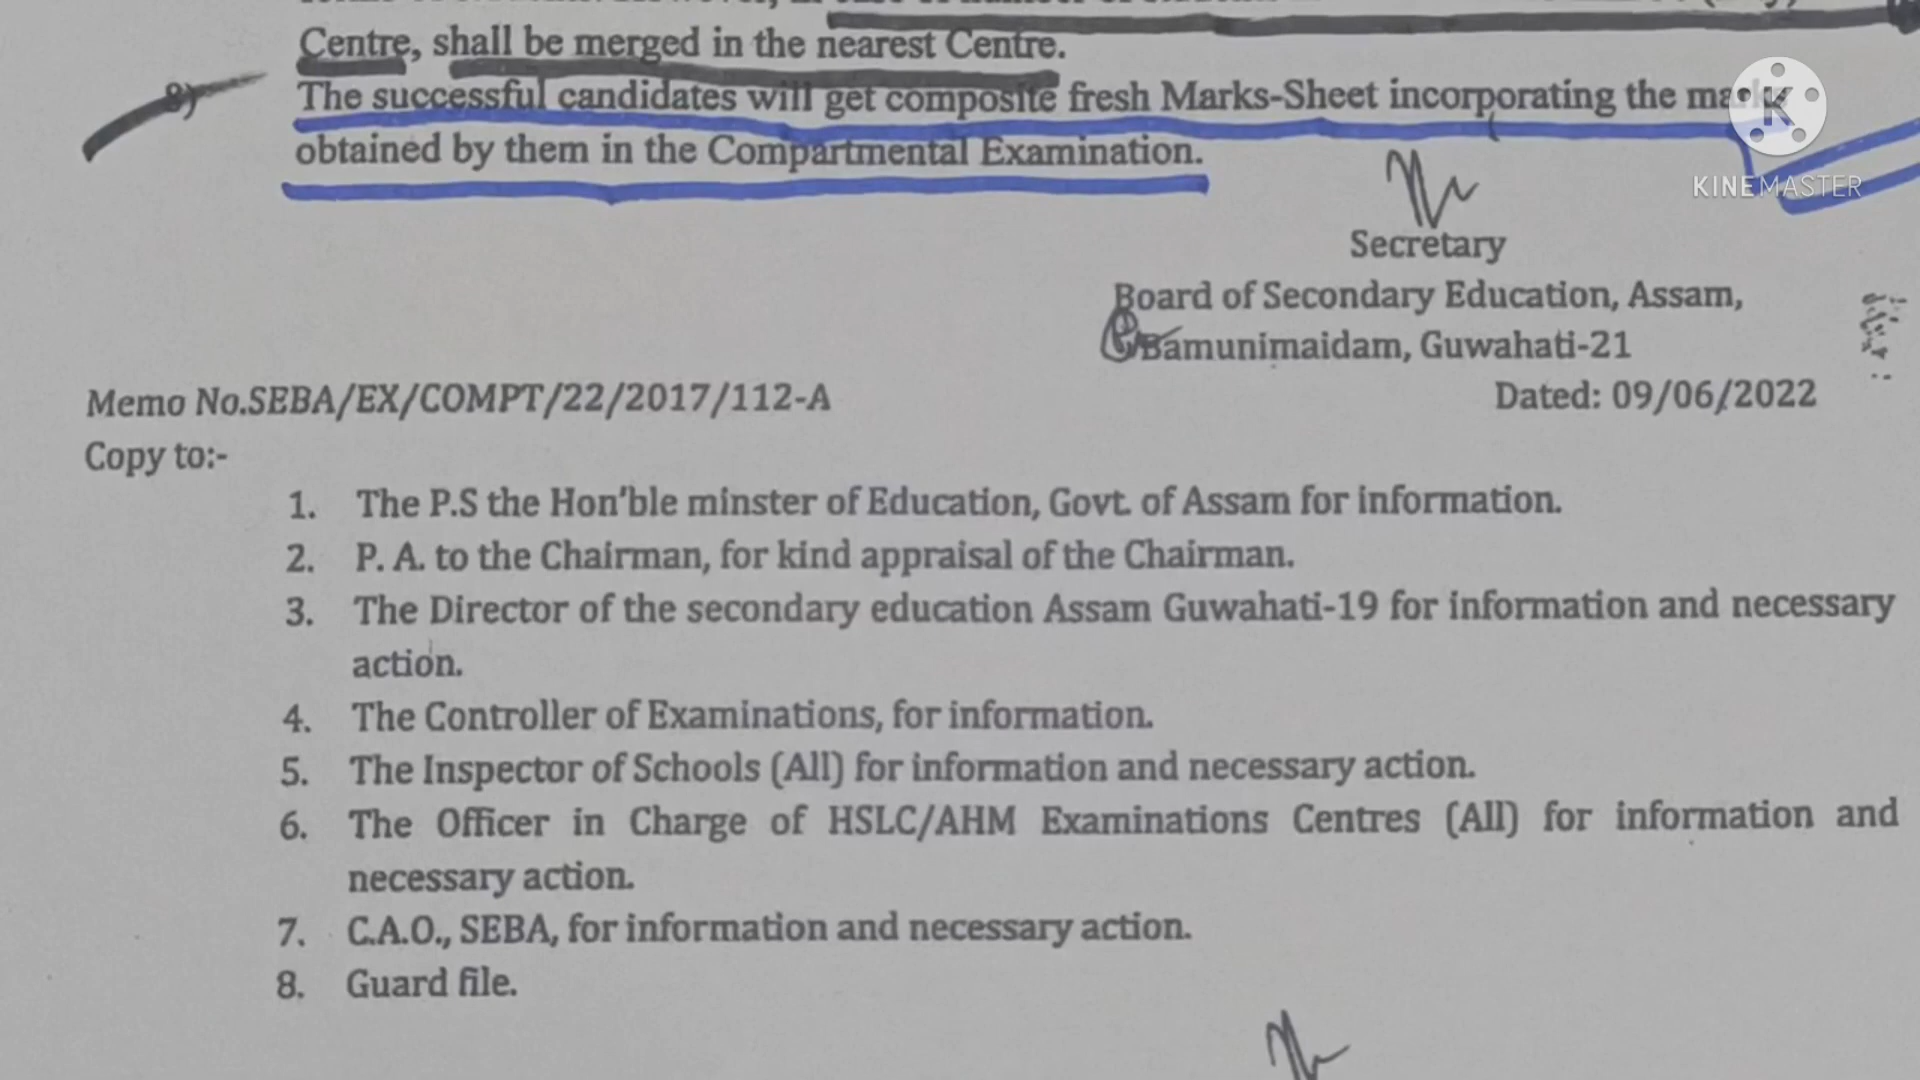 Centre, shall be merged in the nearest Centre.
8) The successful candidates will get composite fresh Marks-Sheet incorporating the
obtained by them in the Compartmental Examination.
K
KINEMASTER
Secretary
Board of Secondary Education, Assam,
Bamunimaidam, Guwahati-21
Memo No.SEBA/EX/COMPT/22/2017/112-A Dated: 09/06/2022
Copy to:-
1. The P.S the Hon'ble minster of Education, Govt. of Assam for information.
2. P. A. to the Chairman, for kind appraisal of the Chairman.
3. The Director of the secondary education Assam Guwahati-19 for information and necessary
action.
4. The Controller of Examinations, for information.
5. The Inspector of Schools (All) for information and necessary action.
6. The Officer in Charge of HSLC/AHM Examinations Centres (All) for information and
necessary action.
7. C.A.O., SEBA, for information and necessary action.
8. Guard file.